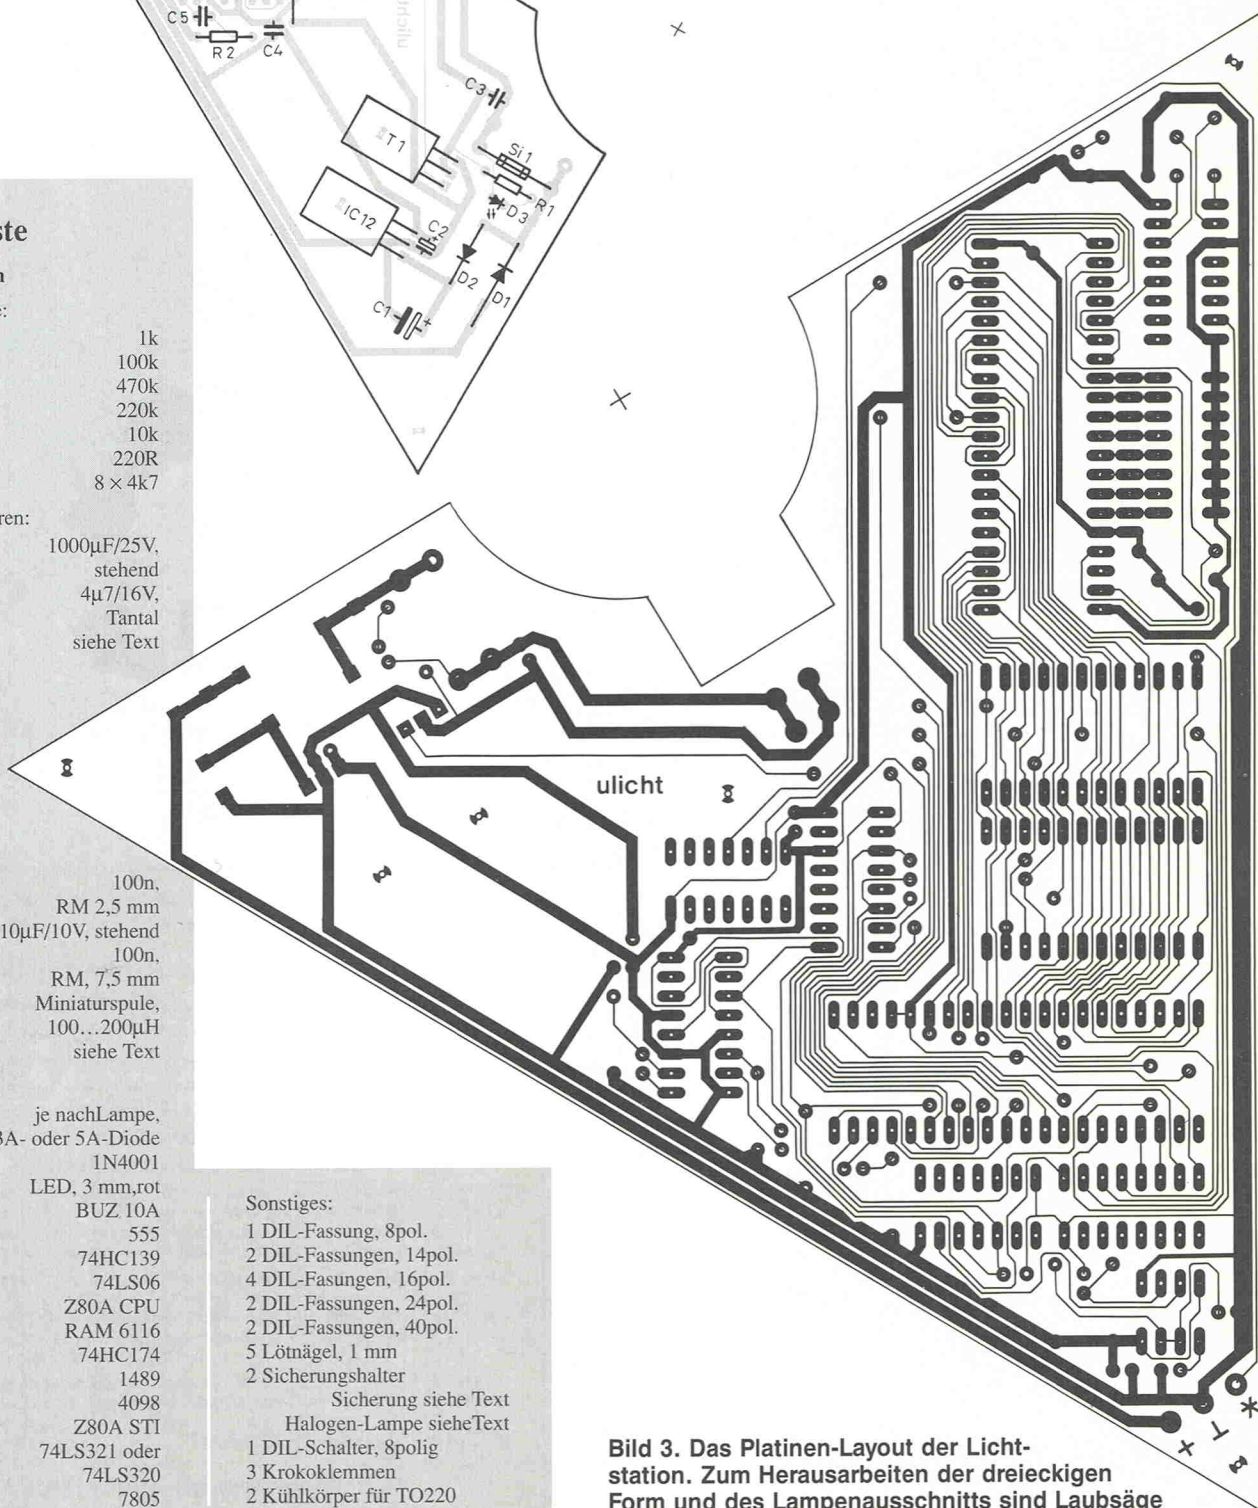 C5
R2
C4
ulicht
C3
T1
Si1
R1
D3
IC12
C2
D2
D1
C1
+
ste
n
e:
1k
100k
470k
220k
10k
220R
8 × 4k7
ren:
1000µF/25V,
stehend
4µ7/16V,
Tantal
siehe Text
100n,
RM 2,5 mm
10µF/10V, stehend
100n,
RM, 7,5 mm
Miniaturspule,
100...200µH
siehe Text
je nachLampe,
3A- oder 5A-Diode
1N4001
LED, 3 mm,rot
BUZ 10A
555
74HC139
74LS06
Z80A CPU
RAM 6116
74HC174
1489
4098
Z80A STI
74LS321 oder
74LS320
7805
Sonstiges:
1 DIL-Fassung, 8pol.
2 DIL-Fassungen, 14pol.
4 DIL-Fasungen, 16pol.
2 DIL-Fassungen, 24pol.
2 DIL-Fassungen, 40pol.
5 Lötnägel, 1 mm
2 Sicherungshalter
Sicherung siehe Text
Halogen-Lampe sieheText
1 DIL-Schalter, 8polig
3 Krokoklemmen
2 Kühlkörper für TO220
ulicht
+ ⊥ *
Bild 3. Das Platinen-Layout der Licht-
station. Zum Herausarbeiten der dreieckigen
Form und des Lampenausschnitts sind Laubsäge